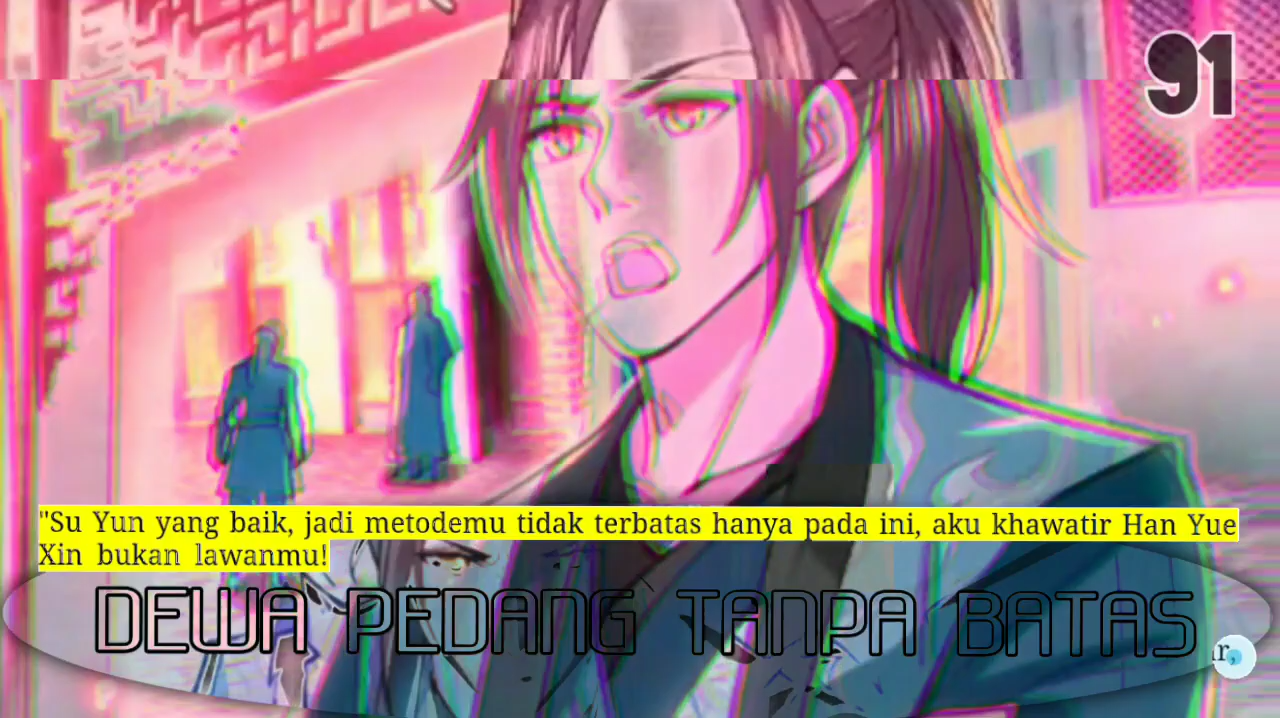 91
"Su Yun yang baik, jadi metodemu tidak terbatas hanya pada ini, aku khawatir Han Yue
Xin bukan lawanmu!
DEWA PEDANG TANPA BATAS